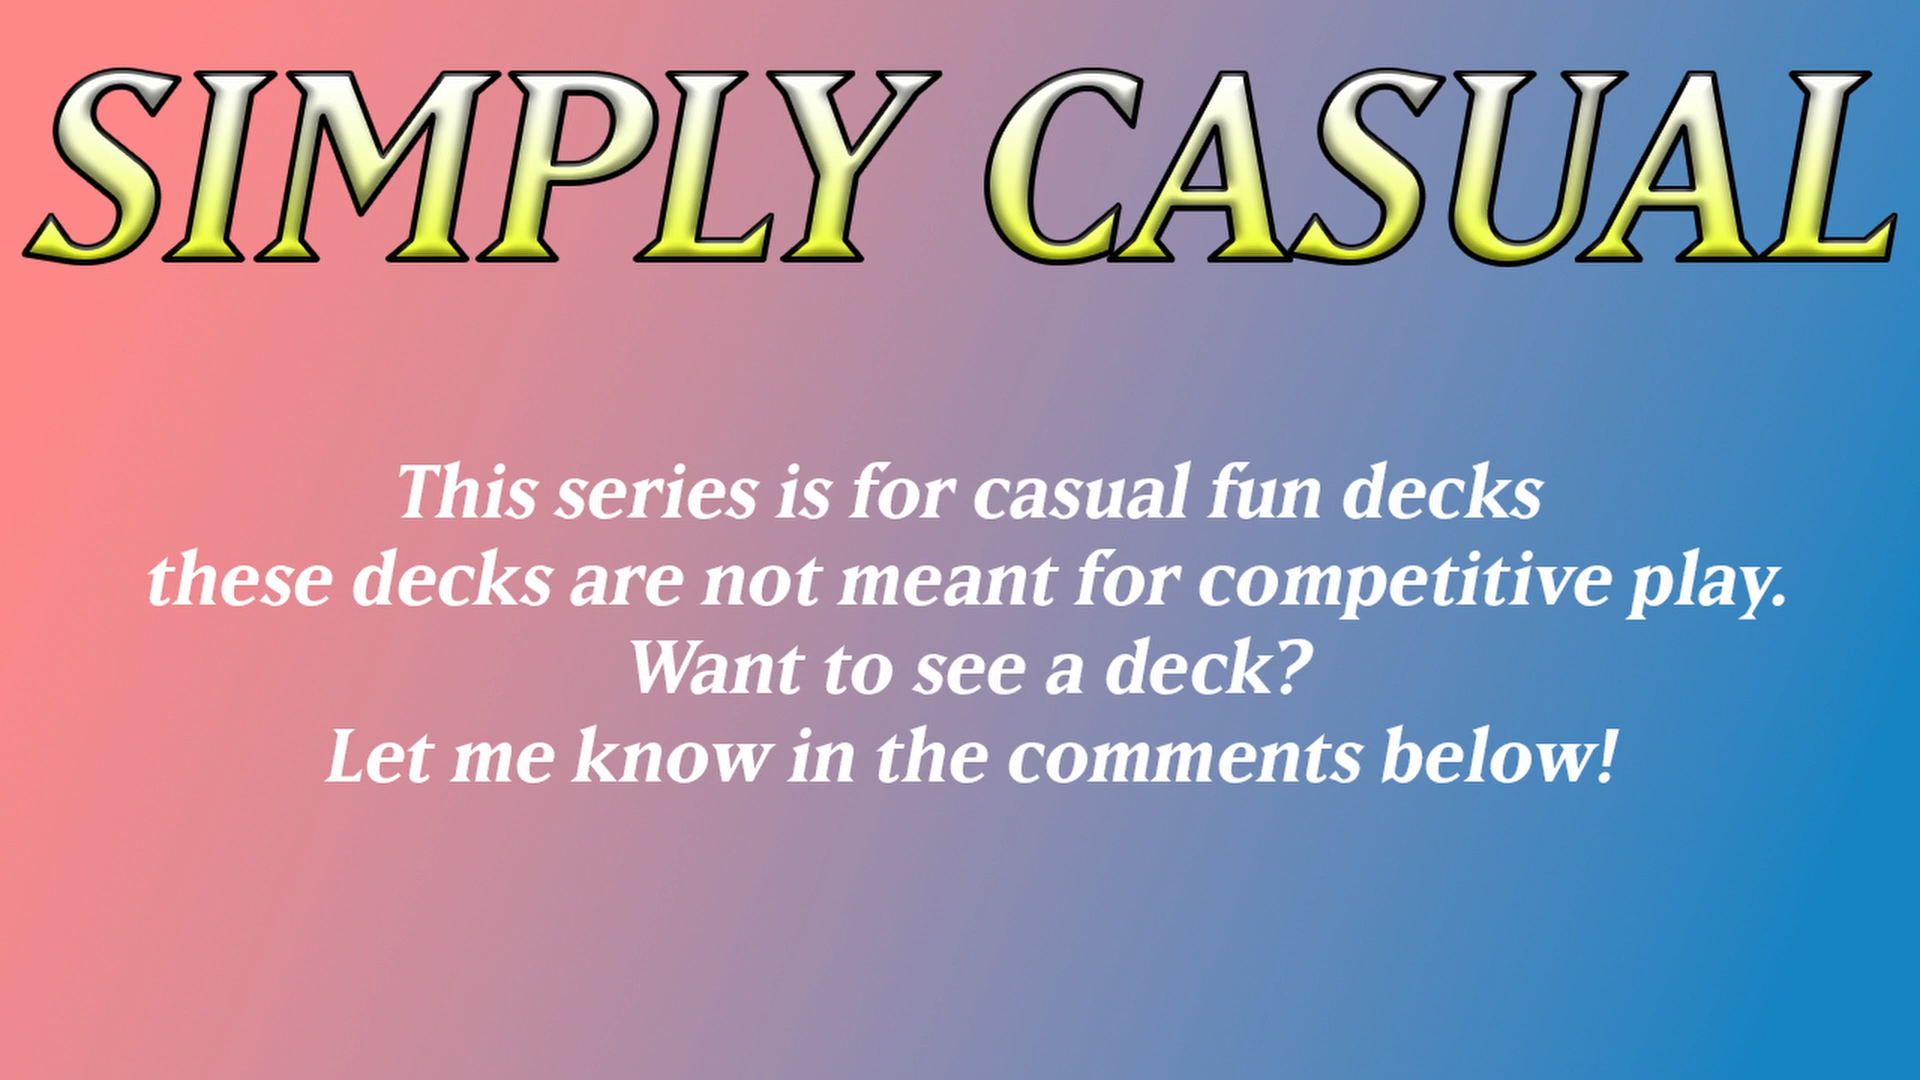 SIMPLY CASUAL
This series is for casual fun decks
these decks are not meant for competitive play.
Want to see a deck?
Let me know in the comments below!